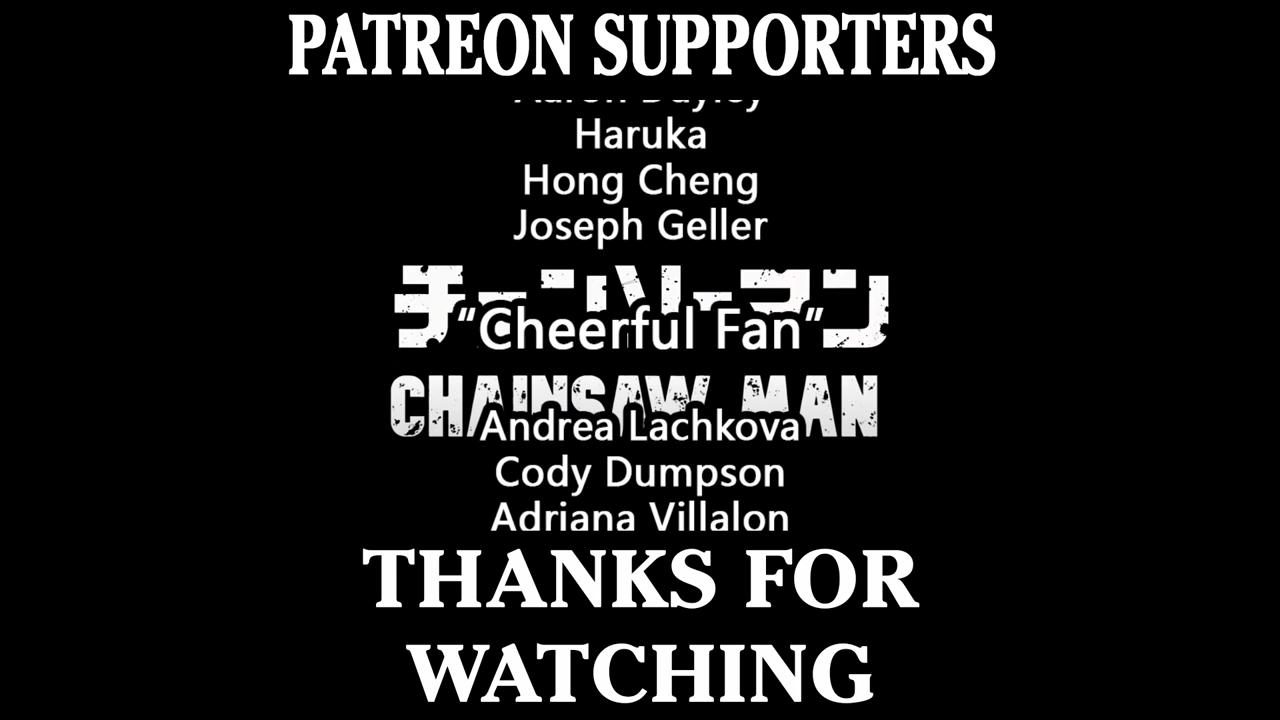 PATREON SUPPORTERS
Haruka
Hong Cheng
Joseph Geller
チェンソーマン
“Cheerful Fan”
CHAINSAW MAN
Andrea Lachkova
Cody Dumpson
Adriana Villalon
THANKS FOR
WATCHING